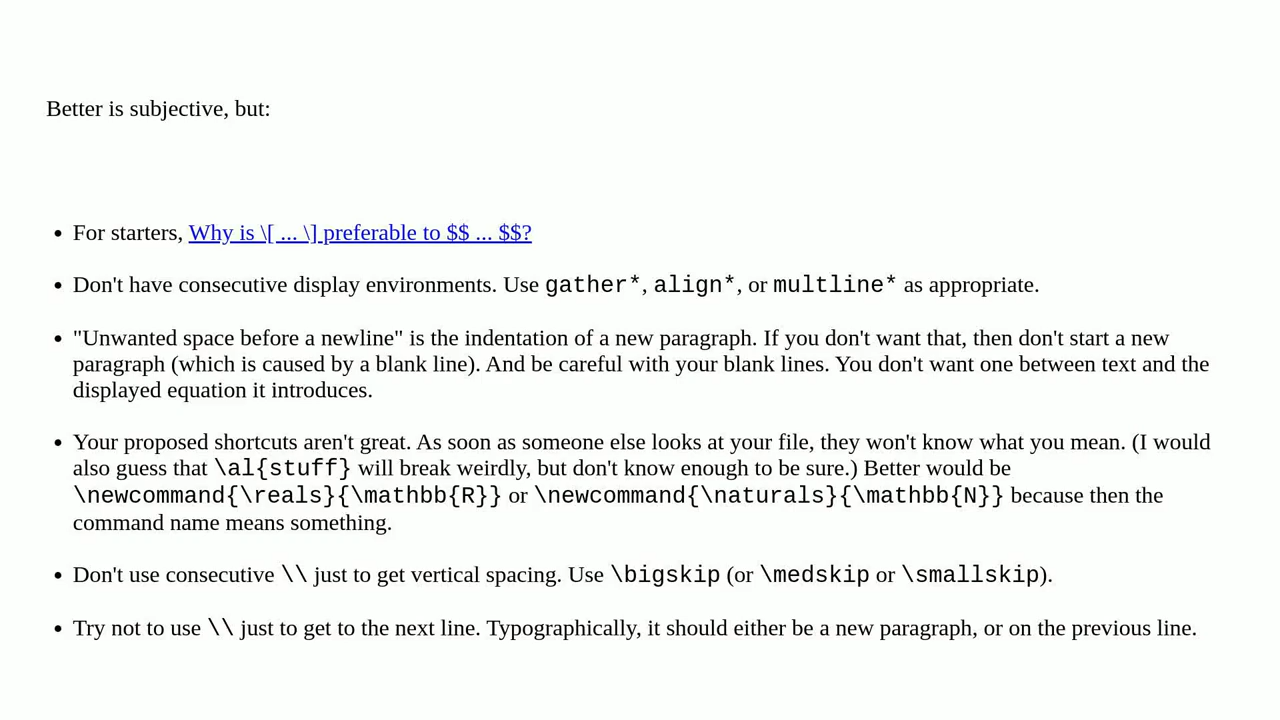 Better is subjective, but:
• For starters, Why is \[ ... \] preferable to $$ ... $$?
• Don't have consecutive display environments. Use gather*, align*, or multline* as appropriate.
• "Unwanted space before a newline" is the indentation of a new paragraph. If you don't want that, then don't start a new
paragraph (which is caused by a blank line). And be careful with your blank lines. You don't want one between text and the
displayed equation it introduces.
• Your proposed shortcuts aren't great. As soon as someone else looks at your file, they won't know what you mean. (I would
also guess that \al{stuff} will break weirdly, but don't know enough to be sure.) Better would be
\newcommand{\reals}{\mathbb{R}} or \newcommand{\naturals}{\mathbb{N}} because then the
command name means something.
• Don't use consecutive \\ just to get vertical spacing. Use \bigskip (or \medskip or \smallskip).
• Try not to use \\ just to get to the next line. Typographically, it should either be a new paragraph, or on the previous line.